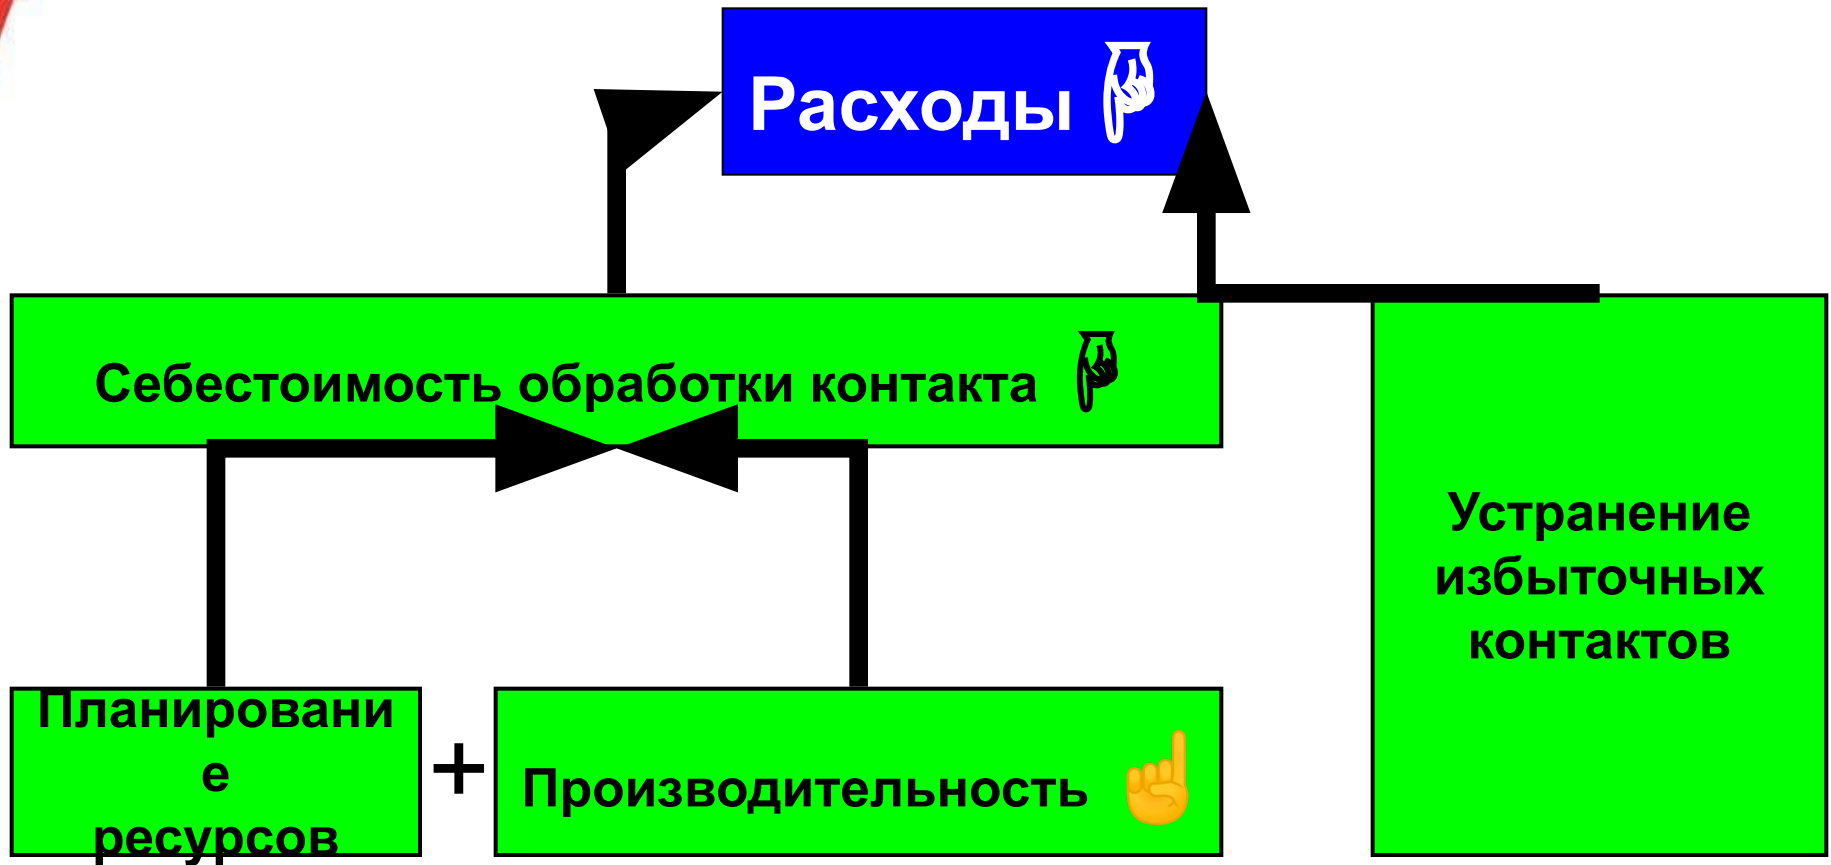 Расходы
Себестоимость обработки контакта
Устранение
избыточных
контактов
Планировани
е
ресурсов
+
Производительность